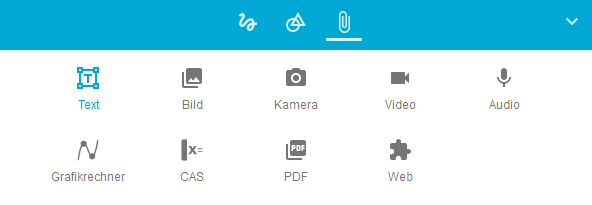 Text Bild Kamera Video Audio
Grafikrechner CAS PDF Web